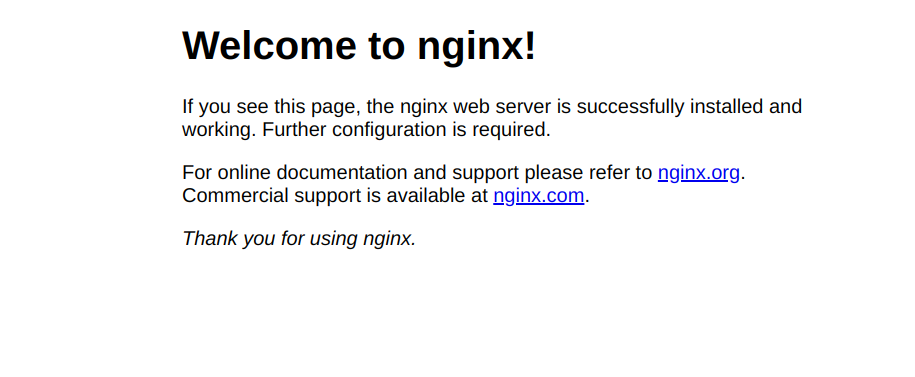 Welcome to nginx!
If you see this page, the nginx web server is successfully installed and
working. Further configuration is required.
For online documentation and support please refer to nginx.org.
Commercial support is available at nginx.com.
Thank you for using nginx.